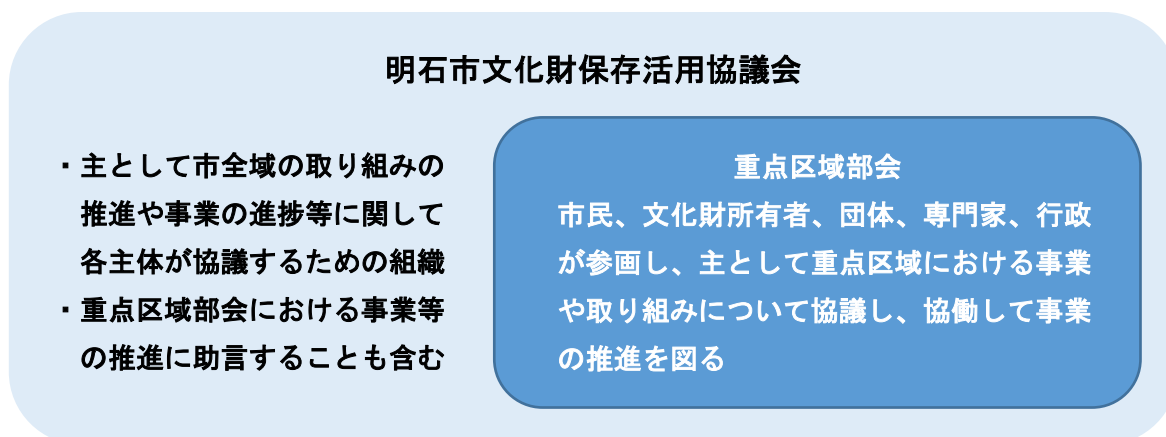 明石市文化財保存活用協議会
・主として市全域の取り組みの
推進や事業の進捗等に関して
各主体が協議するための組織
・重点区域部会における事業等
の推進に助言することも含む
重点区域部会
市民、文化財所有者、団体、専門家、行政
が参画し、主として重点区域における事業
や取り組みについて協議し、協働して事業
の推進を図る